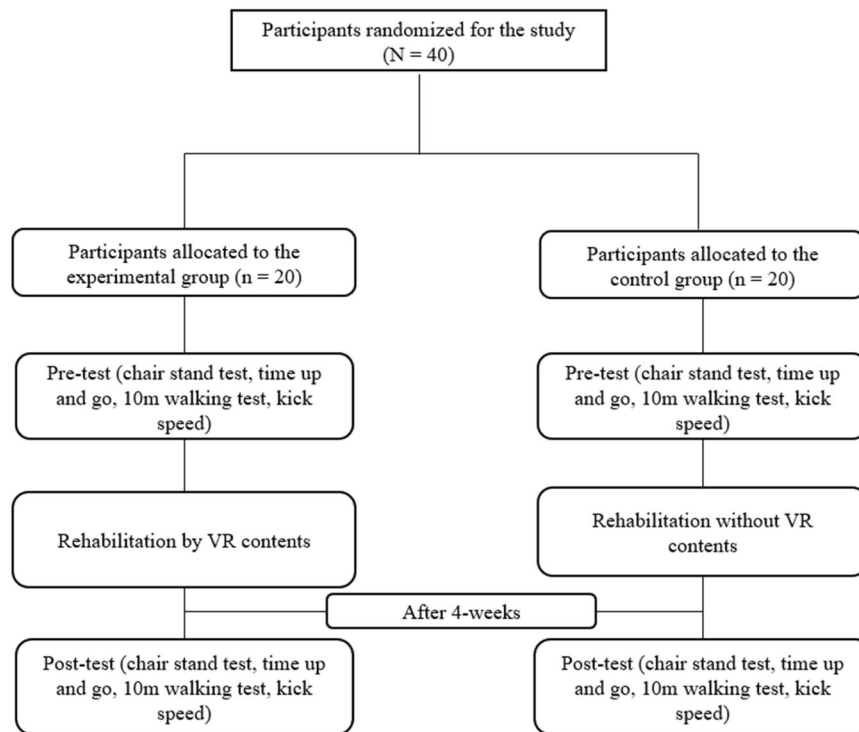 Participants randomized for the study
(N = 40)
Participants allocated to the
experimental group (n = 20)
Participants allocated to the
control group (n = 20)
Pre-test (chair stand test, time up
and go, 10m walking test, kick
speed)
Pre-test (chair stand test, time up
and go, 10m walking test, kick
speed)
Rehabilitation by VR contents
Rehabilitation without VR
contents
After 4-weeks
Post-test (chair stand test, time up
and go, 10m walking test, kick
speed)
Post-test (chair stand test, time up
and go, 10m walking test, kick
speed)